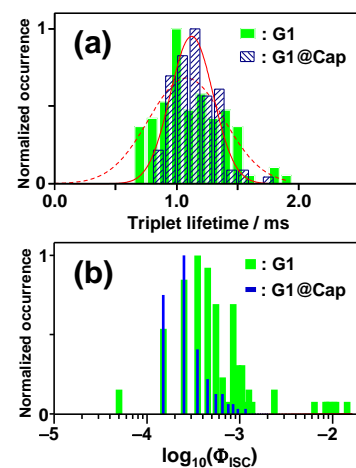 (a)
: G1
: G1@Cap
Normalized occurrence
1
0
0.0
1.0
2.0
Triplet lifetime / ms
(b)
: G1
: G1@Cap
Normalized occurrence
1
0
−5
−4
−3
−2
log10(ΦISC)